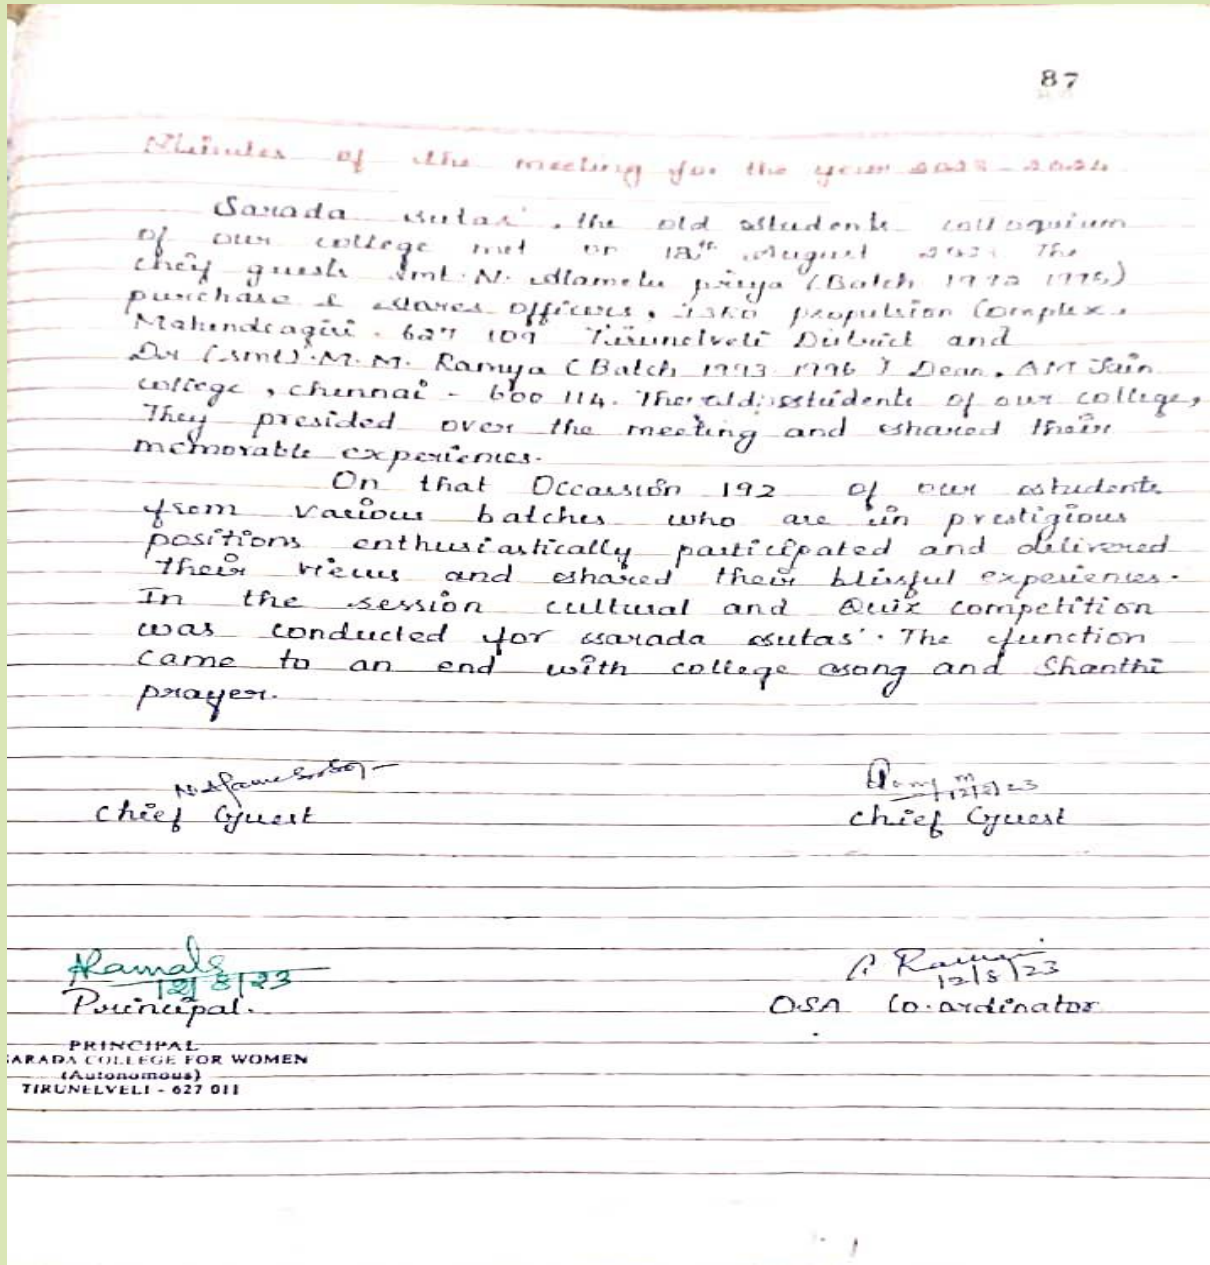 87
Minutes of the meeting for the year 2023 - 2024
Sarada sutas', the old students colloquium
of our college met on 12th August 2023 The
cheif guests Smt. N. Alamelu priya (Batch 1992 1995)
purchase & stores officers, isro propulsion Complex,
Mahendragiri - 627 109 Tirunelveli District and
Dr (smt). M. M. Ramya (Batch 1993 1996) Dean, AM Jain
college, chennai - 600 114. The old students of our college,
They presided over the meeting and shared their
memorable experiences.
On that Occassion 192 of our students
from various batches who are in prestigious
positions enthusiastically participated and delivered
their views and shared their blissful experiences.
In the session cultural and Quix competition
was conducted for sarada sutas'. The function
came to an end with college song and Shanthi
prayer.
12/8/23
Chief Guest chief Guest
12/8/23 12/8/23
Principal. OSA Co-ordinator
PRINCIPAL
ARADA COLLEGE FOR WOMEN
(Autonomous)
TIRUNELVELI - 627 011